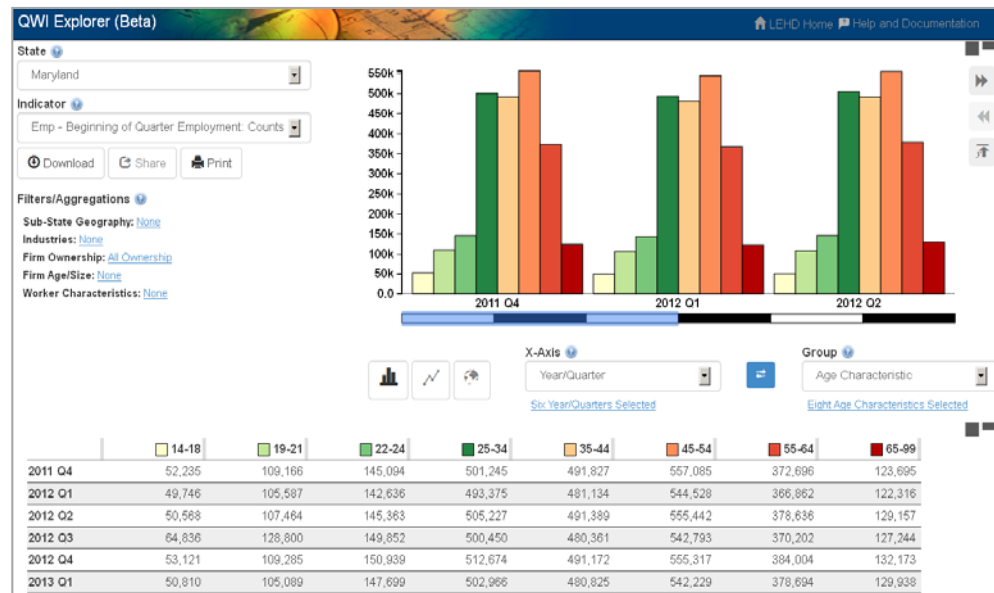 QWI Explorer (Beta)
LEHD Home Help and Documentation
State
Maryland
Indicator
Emp - Beginning of Quarter Employment: Counts
Download Share Print
Filters/Aggregations
Sub-State Geography: None
Industries: None
Firm Ownership: All Ownership
Firm Age/Size: None
Worker Characteristics: None
550k
500k
450k
400k
350k
300k
250k
200k
150k
100k
50k
0.0
2011 Q4 2012 Q1 2012 Q2
X-Axis Group
Year/Quarter Age Characteristic
Six Year/Quarters Selected Eight Age Characteristics Selected
14-18 19-21 22-24 25-34 35-44 45-54 55-64 65-99
2011 Q4 52,235 109,166 145,094 501,245 491,827 557,085 372,696 123,695
2012 Q1 49,746 105,587 142,636 493,375 481,134 544,528 366,862 122,316
2012 Q2 50,568 107,464 145,363 505,227 491,389 555,442 378,636 129,157
2012 Q3 64,836 128,800 149,852 500,450 480,361 542,793 370,202 127,244
2012 Q4 53,121 109,285 150,939 512,674 491,172 555,317 384,004 132,173
2013 Q1 50,810 105,089 147,699 502,966 480,825 542,229 378,694 129,938